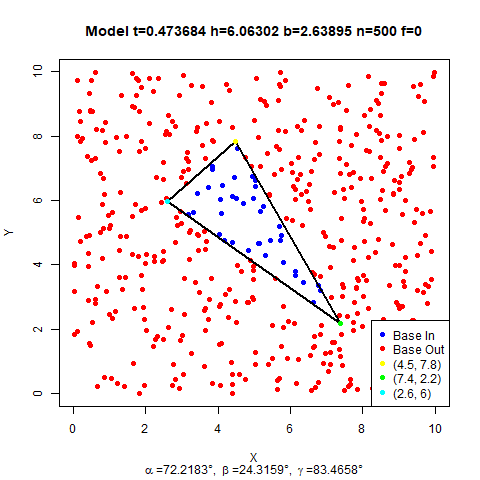 Model t=0.473684 h=6.06302 b=2.63895 n=500 f=0
10
8
6
4
2
0
Y
Base In
Base Out
(4.5, 7.8)
(7.4, 2.2)
(2.6, 6)
0 2 4 6 8 10
X
α=72.2183°, β=24.3159°, γ=83.4658°